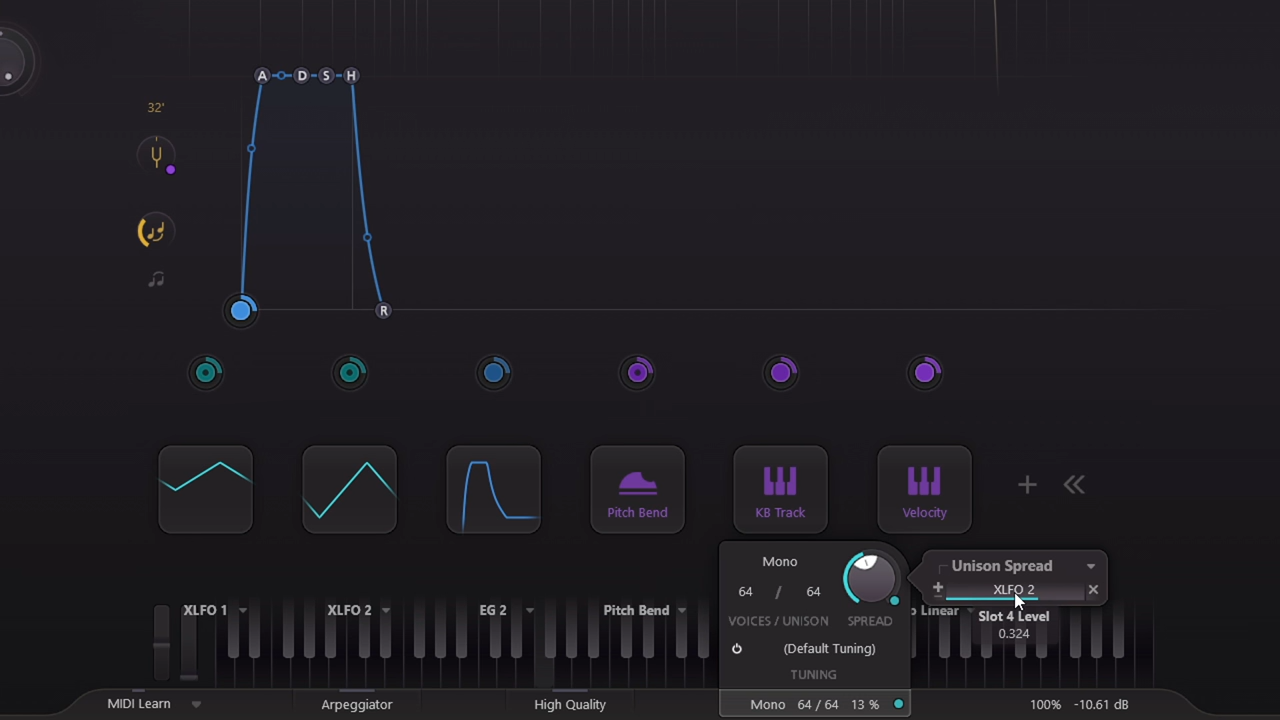 A D S H
32'
R
Pitch Bend
KB Track
Velocity
Mono
64 / 64
VOICES / UNISON
SPREAD
(Default Tuning)
TUNING
Unison Spread
XLFO 2
Slot 4 Level
0.324
XLFO 1
XLFO 2
EG 2
Pitch Bend
Linear
MIDI Learn
Arpeggiator
High Quality
Mono 64 / 64 13 %
100% -10.61 dB